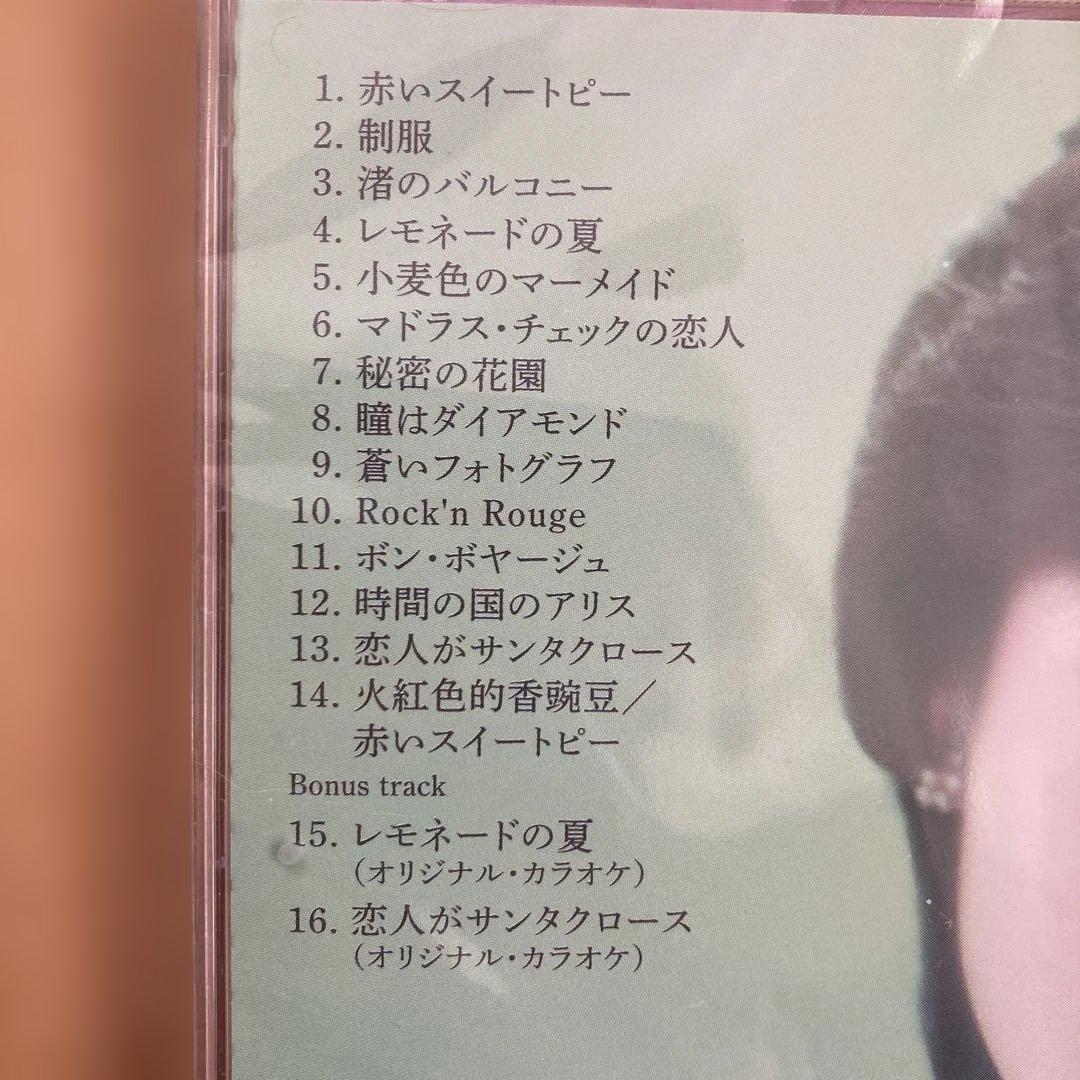 1. 赤いスイートピー
2. 制服
3. 渚のバルコニー
4. レモネードの夏
5. 小麦色のマーメイド
6. マドラス・チェックの恋人
7. 秘密の花園
8. 瞳はダイアモンド
9. 蒼いフォトグラフ
10. Rock'n Rouge
11. ボン・ボヤージュ
12. 時間の国のアリス
13. 恋人がサンタクロース
14. 火紅色的香豌豆／
赤いスイートピー
Bonus track
15. レモネードの夏
（オリジナル・カラオケ）
16. 恋人がサンタクロース
（オリジナル・カラオケ）